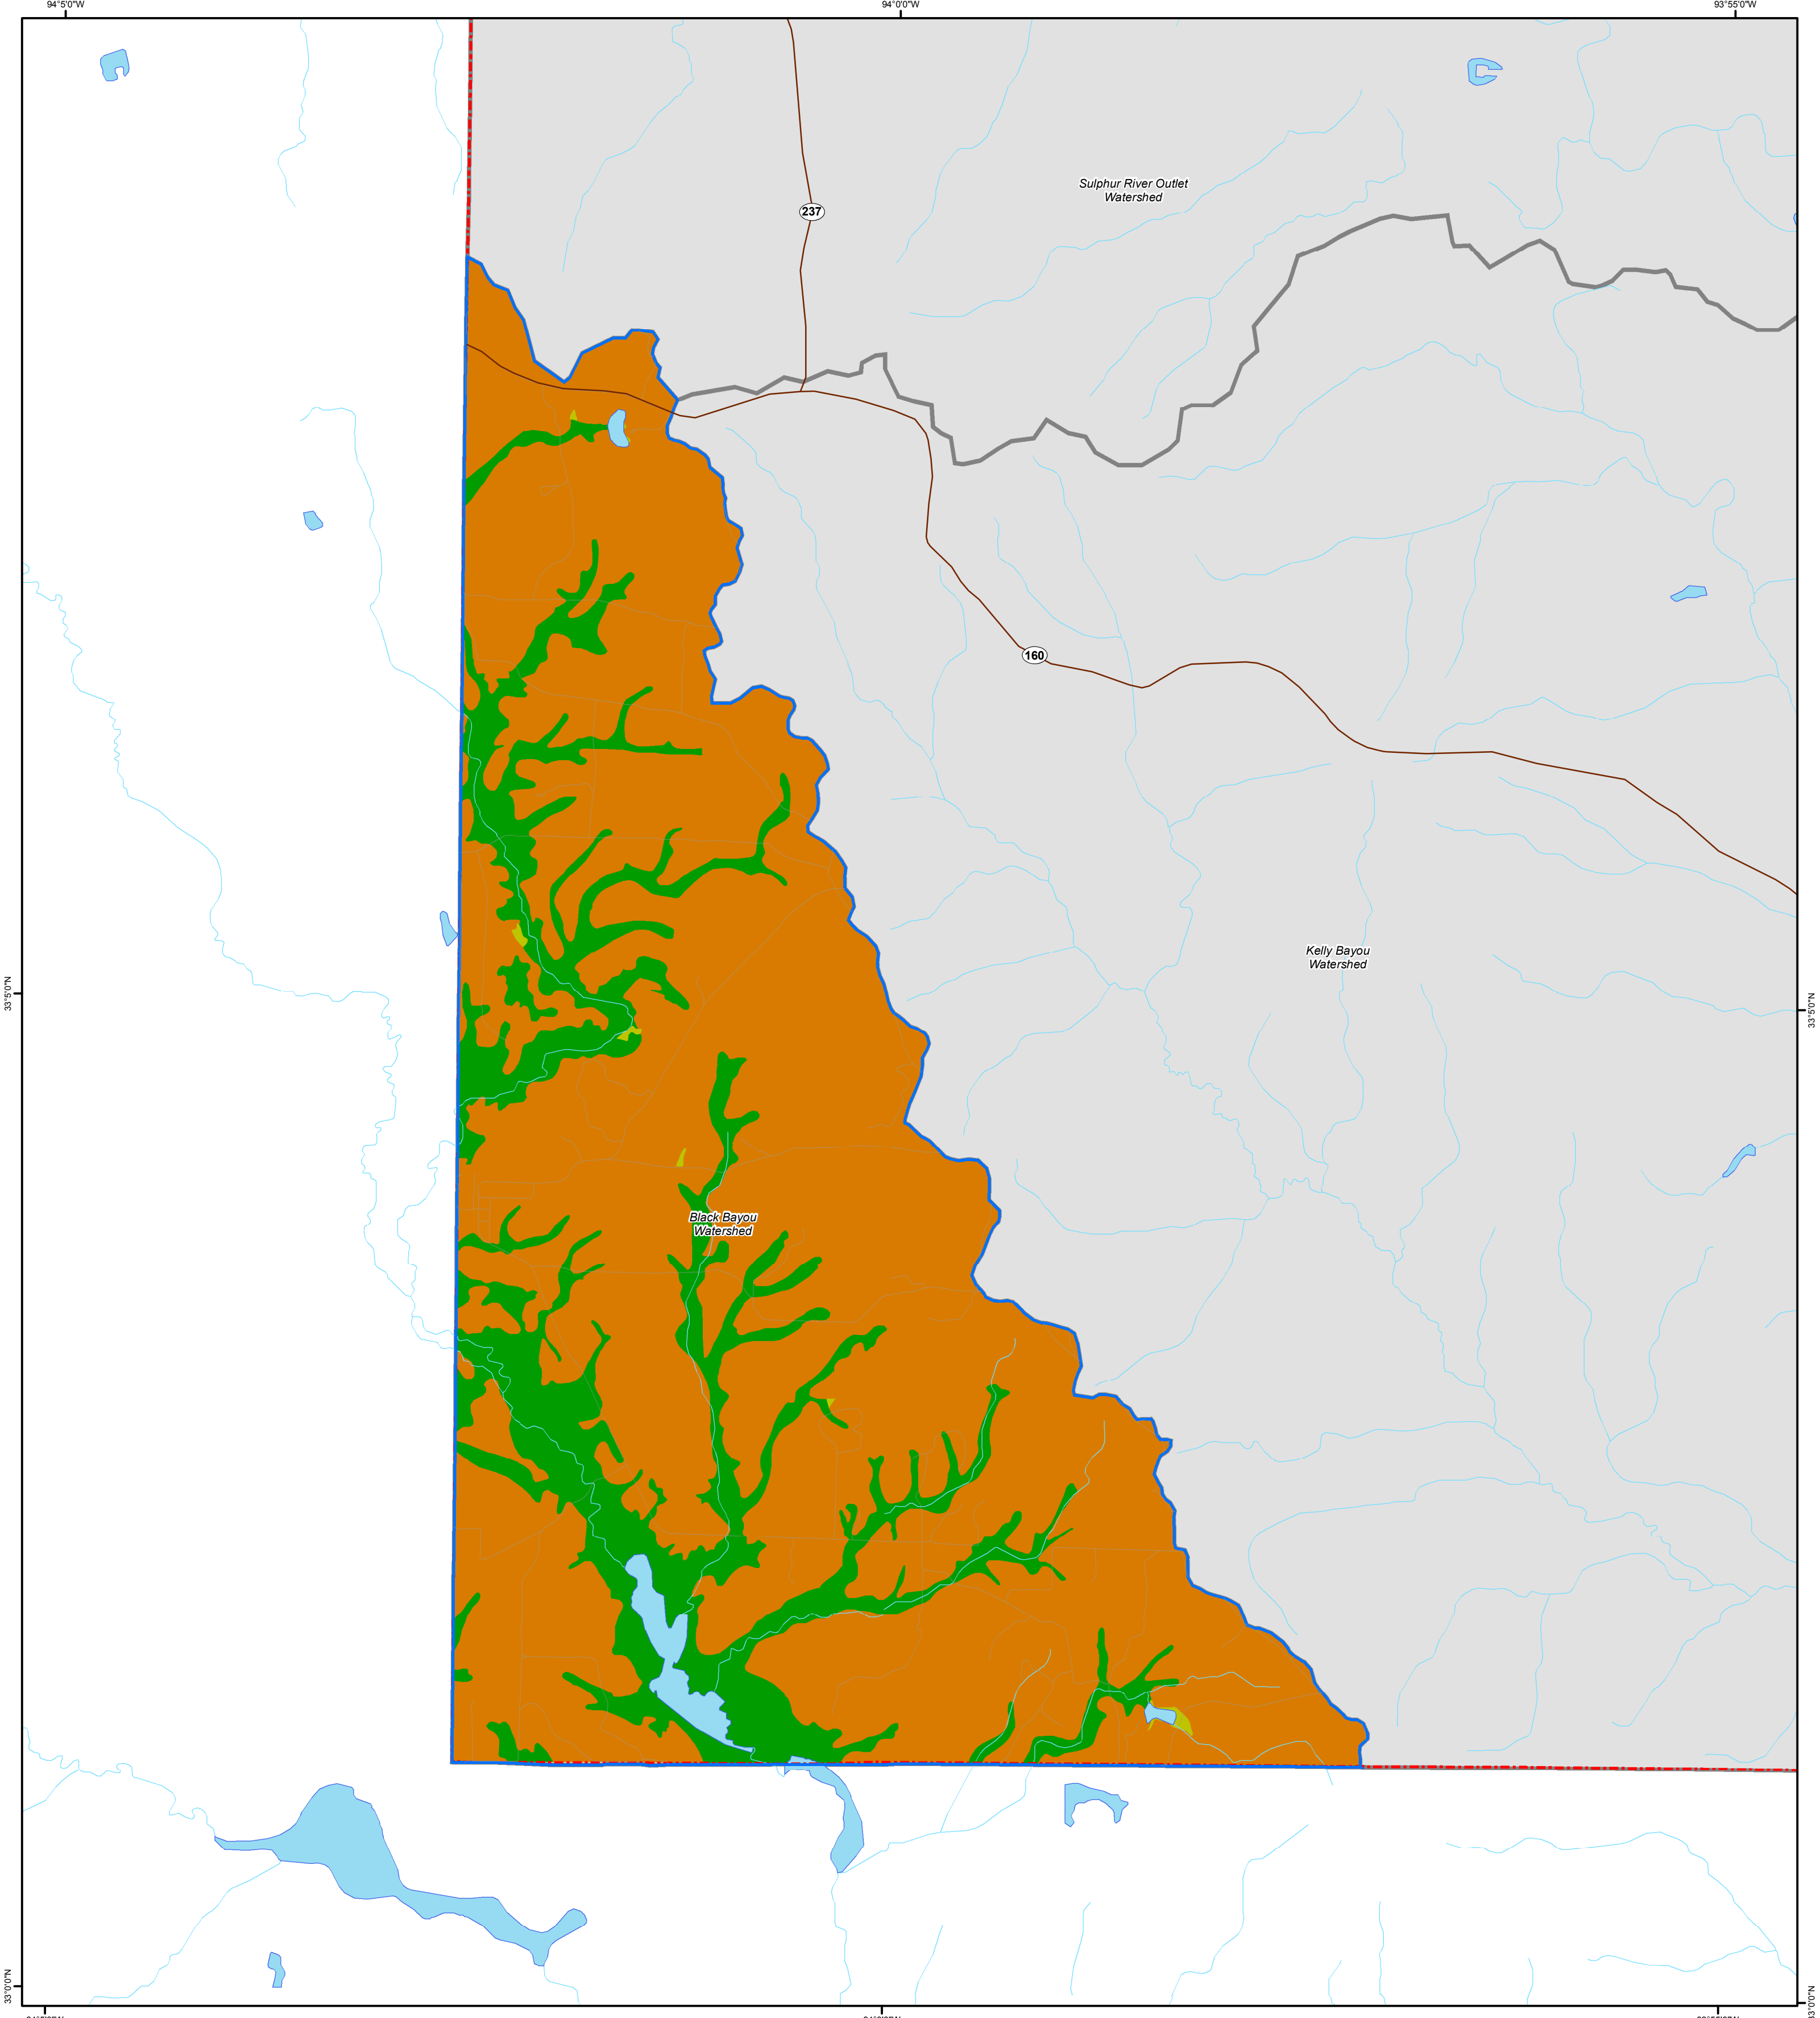 94°5'0"W
94°0'0"W
93°55'0"W
Sulphur River Outlet
Watershed
237
160
Kelly Bayou
Watershed
33°5'0"N
33°5'0"N
Black Bayou
Watershed
33°0'0"N
33°0'0"N